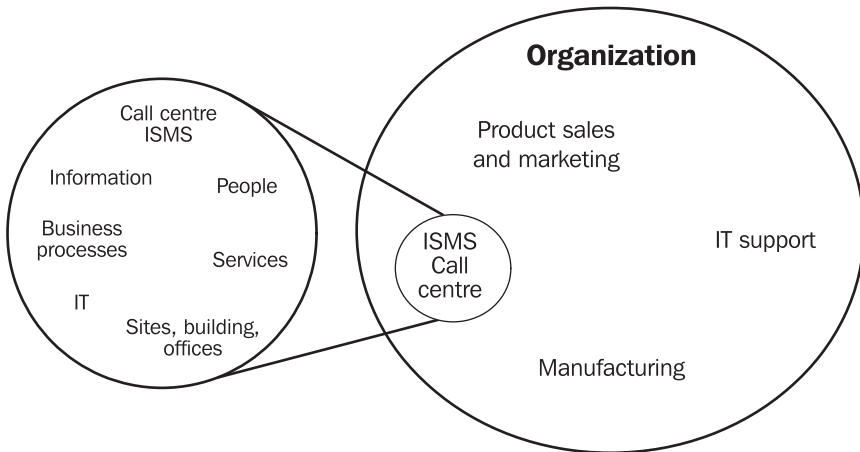 Call centre
ISMS
Information
People
Business
processes
Services
IT
Sites, building,
offices
Organization
Product sales
and marketing
IT support
ISMS
Call
centre
Manufacturing